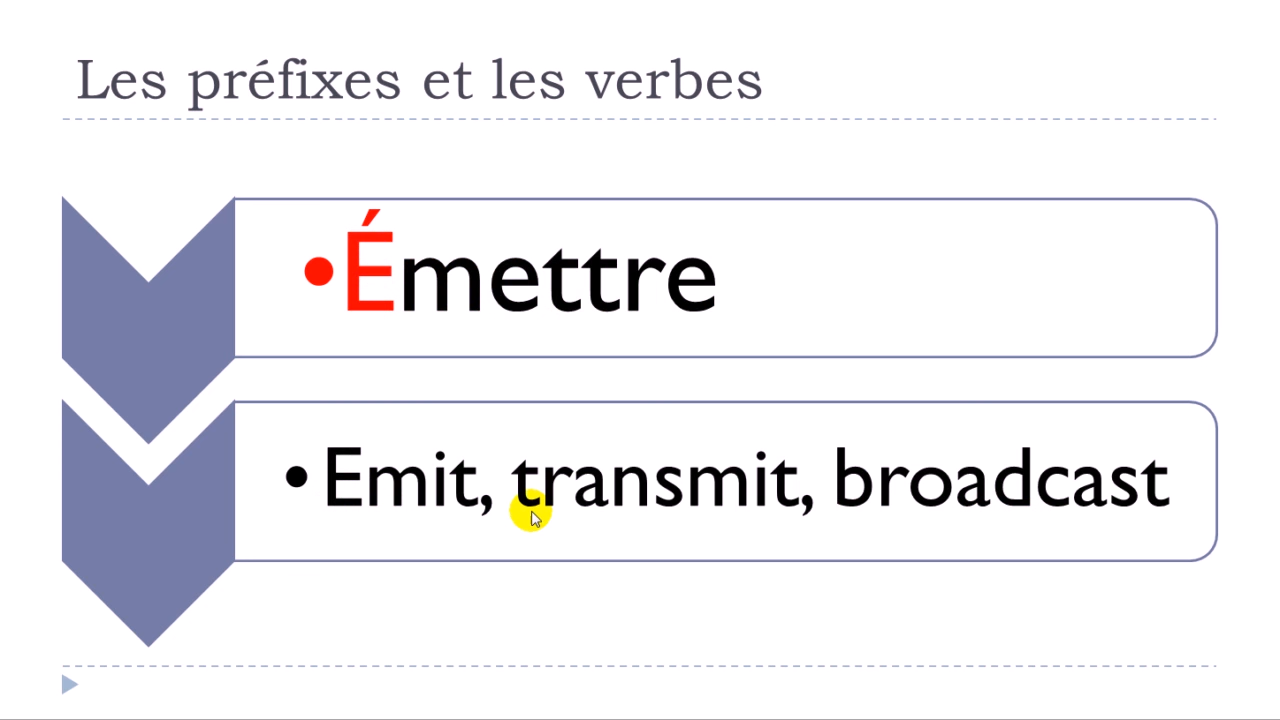 Les préfixes et les verbes
•Émettre
• Emit, transmit, broadcast